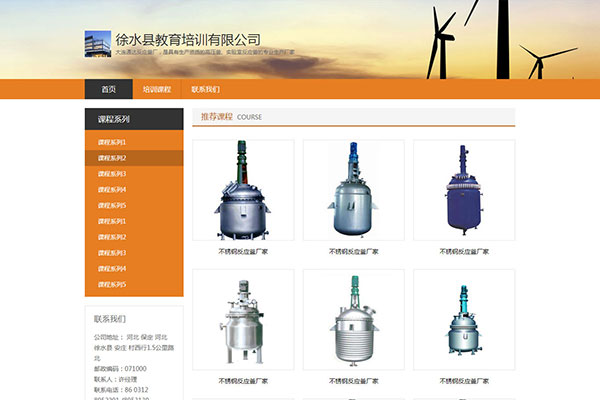 徐水县教育培训有限公司
大连通达反应釜厂，是具有生产资质的高压釜、实验室反应釜的专业生产厂家
首页 培训课程 联系我们
课程系列
课程系列1
课程系列2
课程系列3
课程系列4
课程系列5
课程系列1
课程系列2
课程系列3
课程系列4
课程系列5
推荐课程 COURSE
不锈钢反应釜厂家 不锈钢反应釜厂家 不锈钢反应釜厂家
不锈钢反应釜厂家 不锈钢反应釜厂家 不锈钢反应釜厂家
联系我们
公司地址： 河北 保定 河北
徐水县 安庄 村西行1.5公里路
北
邮政编码：071000
联系人：许经理
联系电话：86 0312